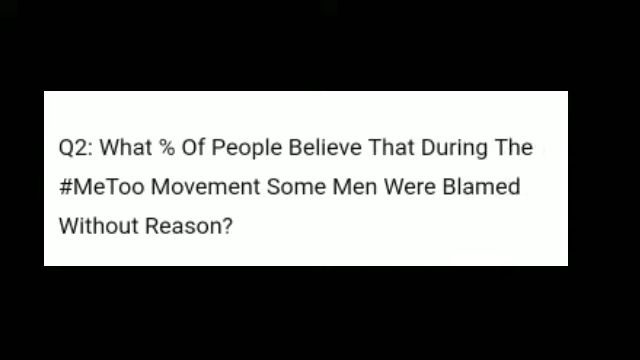 Q2: What % Of People Believe That During The
#MeToo Movement Some Men Were Blamed
Without Reason?